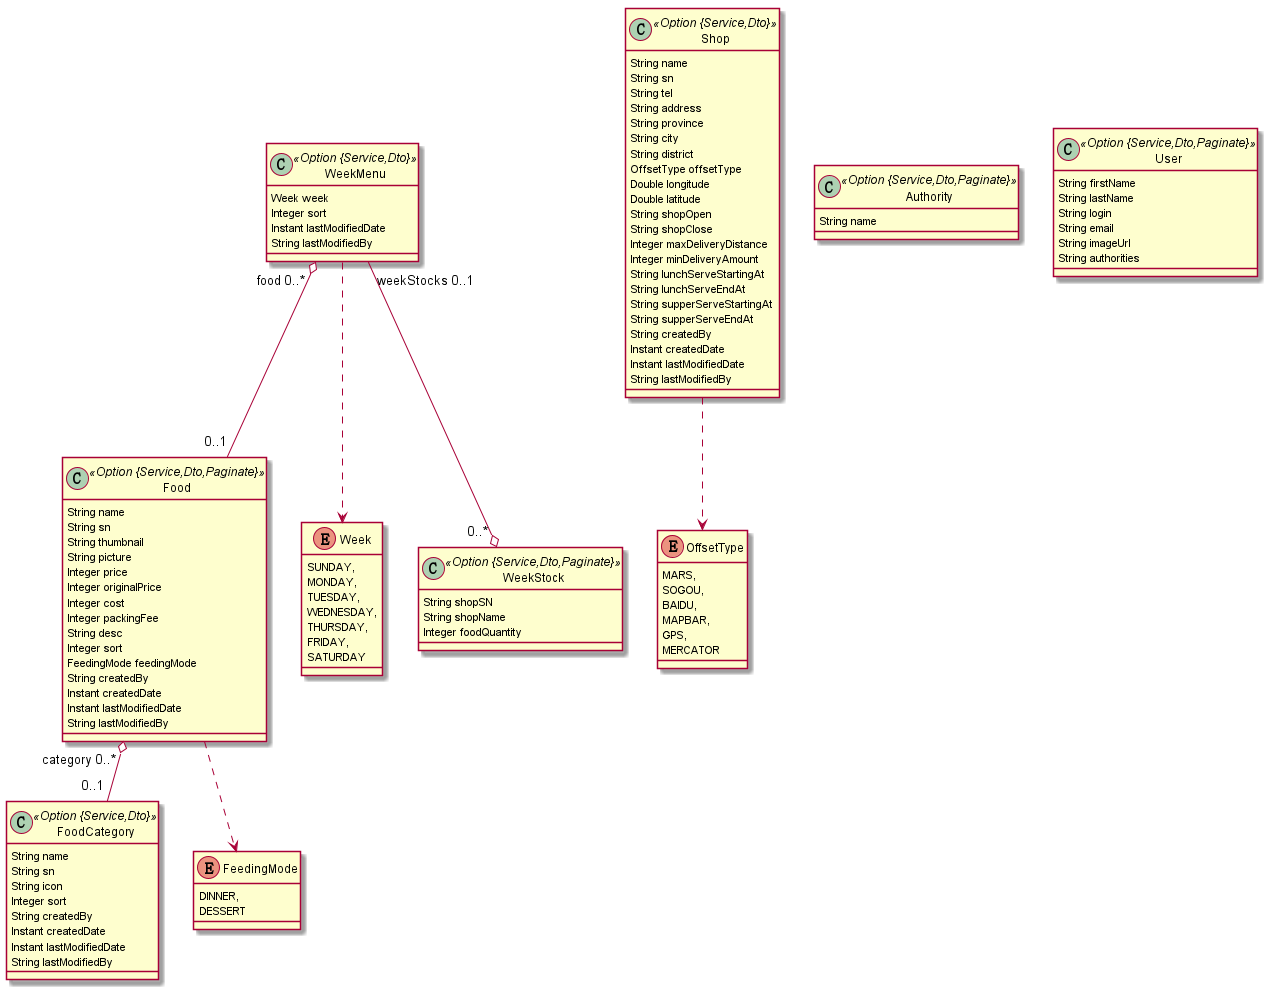 C «Option {Service,Dto}»
Shop
String name
String sn
String tel
String address
String province
String city
String district
OffsetType offsetType
Double longitude
Double latitude
String shopOpen
String shopClose
Integer maxDeliveryDistance
Integer minDeliveryAmount
String lunchServeStartingAt
String lunchServeEndAt
String supperServeStartingAt
String supperServeEndAt
String createdBy
Instant createdDate
Instant lastModifiedDate
String lastModifiedBy
C «Option {Service,Dto}»
WeekMenu
Week week
Integer sort
Instant lastModifiedDate
String lastModifiedBy
C «Option {Service,Dto,Paginate}»
Authority
String name
C «Option {Service,Dto,Paginate}»
User
String firstName
String lastName
String login
String email
String imageUrl
String authorities
food 0..*
weekStocks 0..1
0..1
0..*
C «Option {Service,Dto,Paginate}»
Food
String name
String sn
String thumbnail
String picture
Integer price
Integer originalPrice
Integer cost
Integer packingFee
String desc
Integer sort
FeedingMode feedingMode
String createdBy
Instant createdDate
Instant lastModifiedDate
String lastModifiedBy
E Week
SUNDAY,
MONDAY,
TUESDAY,
WEDNESDAY,
THURSDAY,
FRIDAY,
SATURDAY
C «Option {Service,Dto,Paginate}»
WeekStock
String shopSN
String shopName
Integer foodQuantity
E OffsetType
MARS,
SOGOU,
BAIDU,
MAPBAR,
GPS,
MERCATOR
category 0..*
0..1
C «Option {Service,Dto}»
FoodCategory
String name
String sn
String icon
Integer sort
String createdBy
Instant createdDate
Instant lastModifiedDate
String lastModifiedBy
E FeedingMode
DINNER,
DESSERT